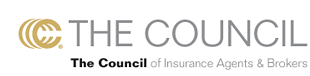 THE COUNCIL
The Council of Insurance Agents & Brokers